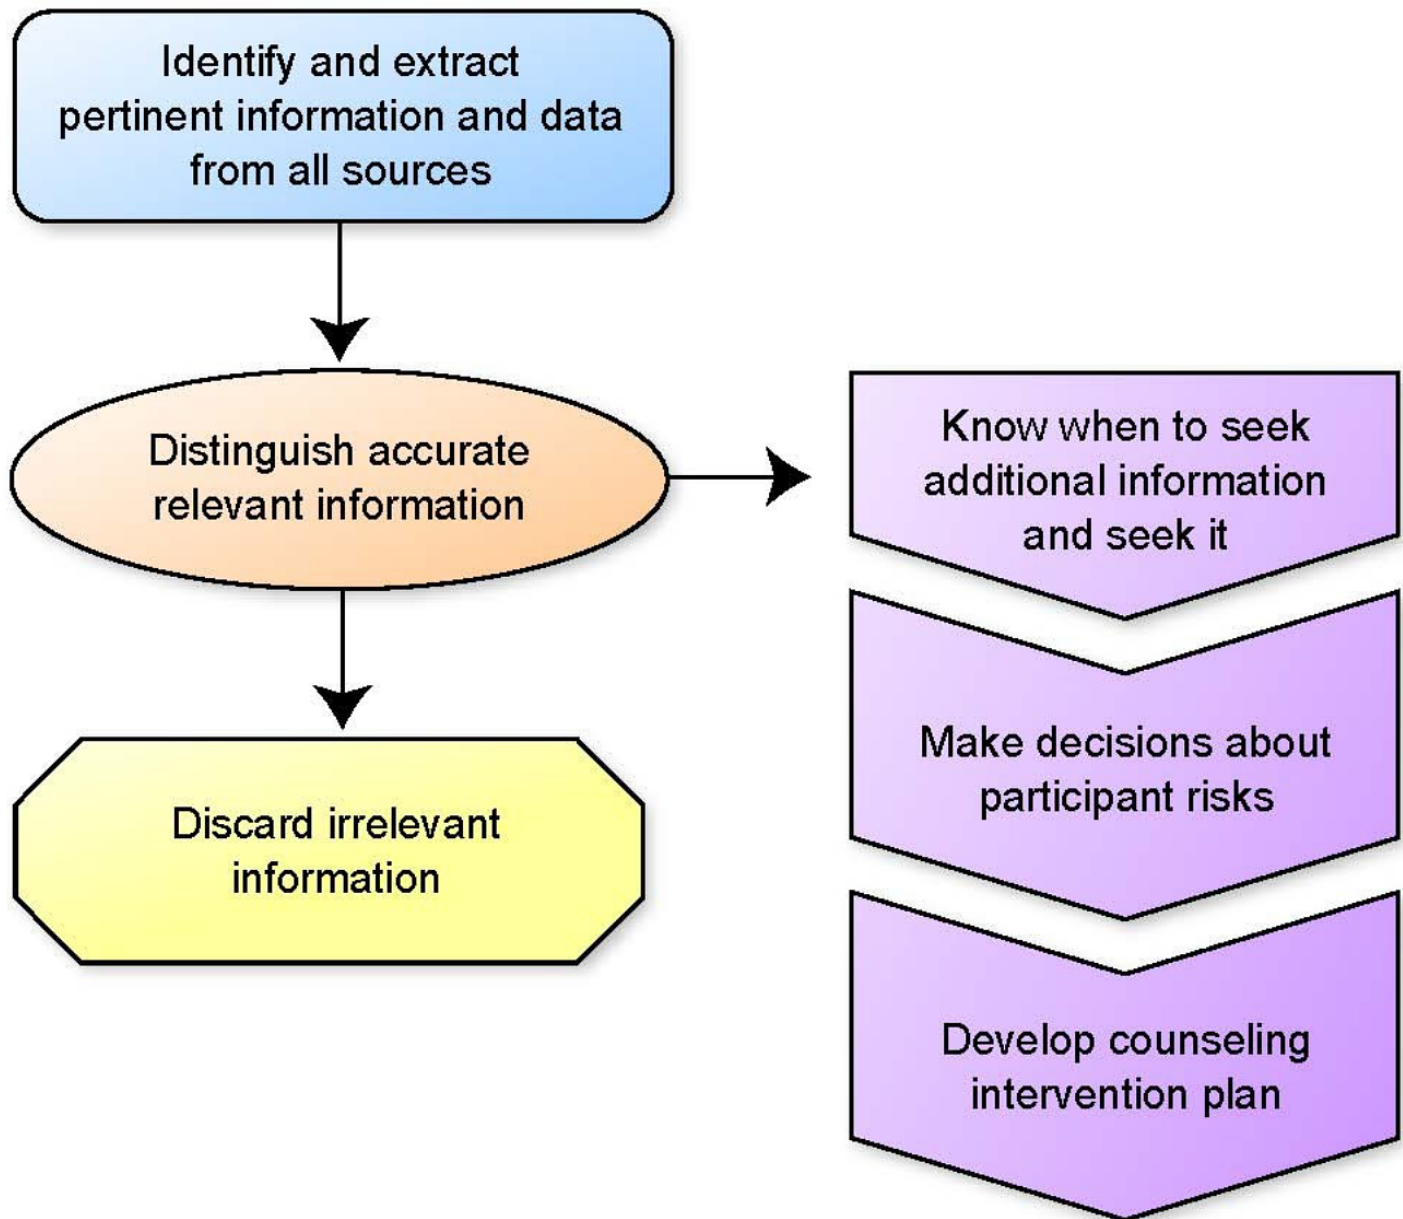 Identify and extract
pertinent information and data
from all sources
Distinguish accurate
relevant information
Discard irrelevant
information
Know when to seek
additional information
and seek it
Make decisions about
participant risks
Develop counseling
intervention plan